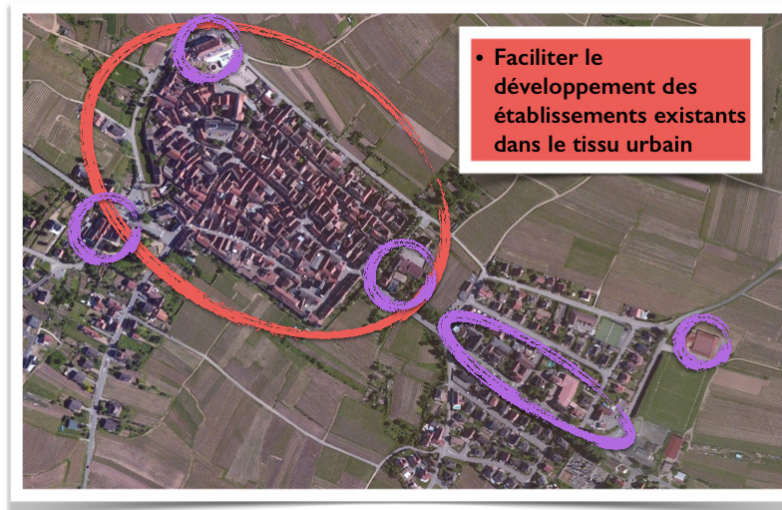 • Faciliter le
développement des
établissements existants
dans le tissu urbain